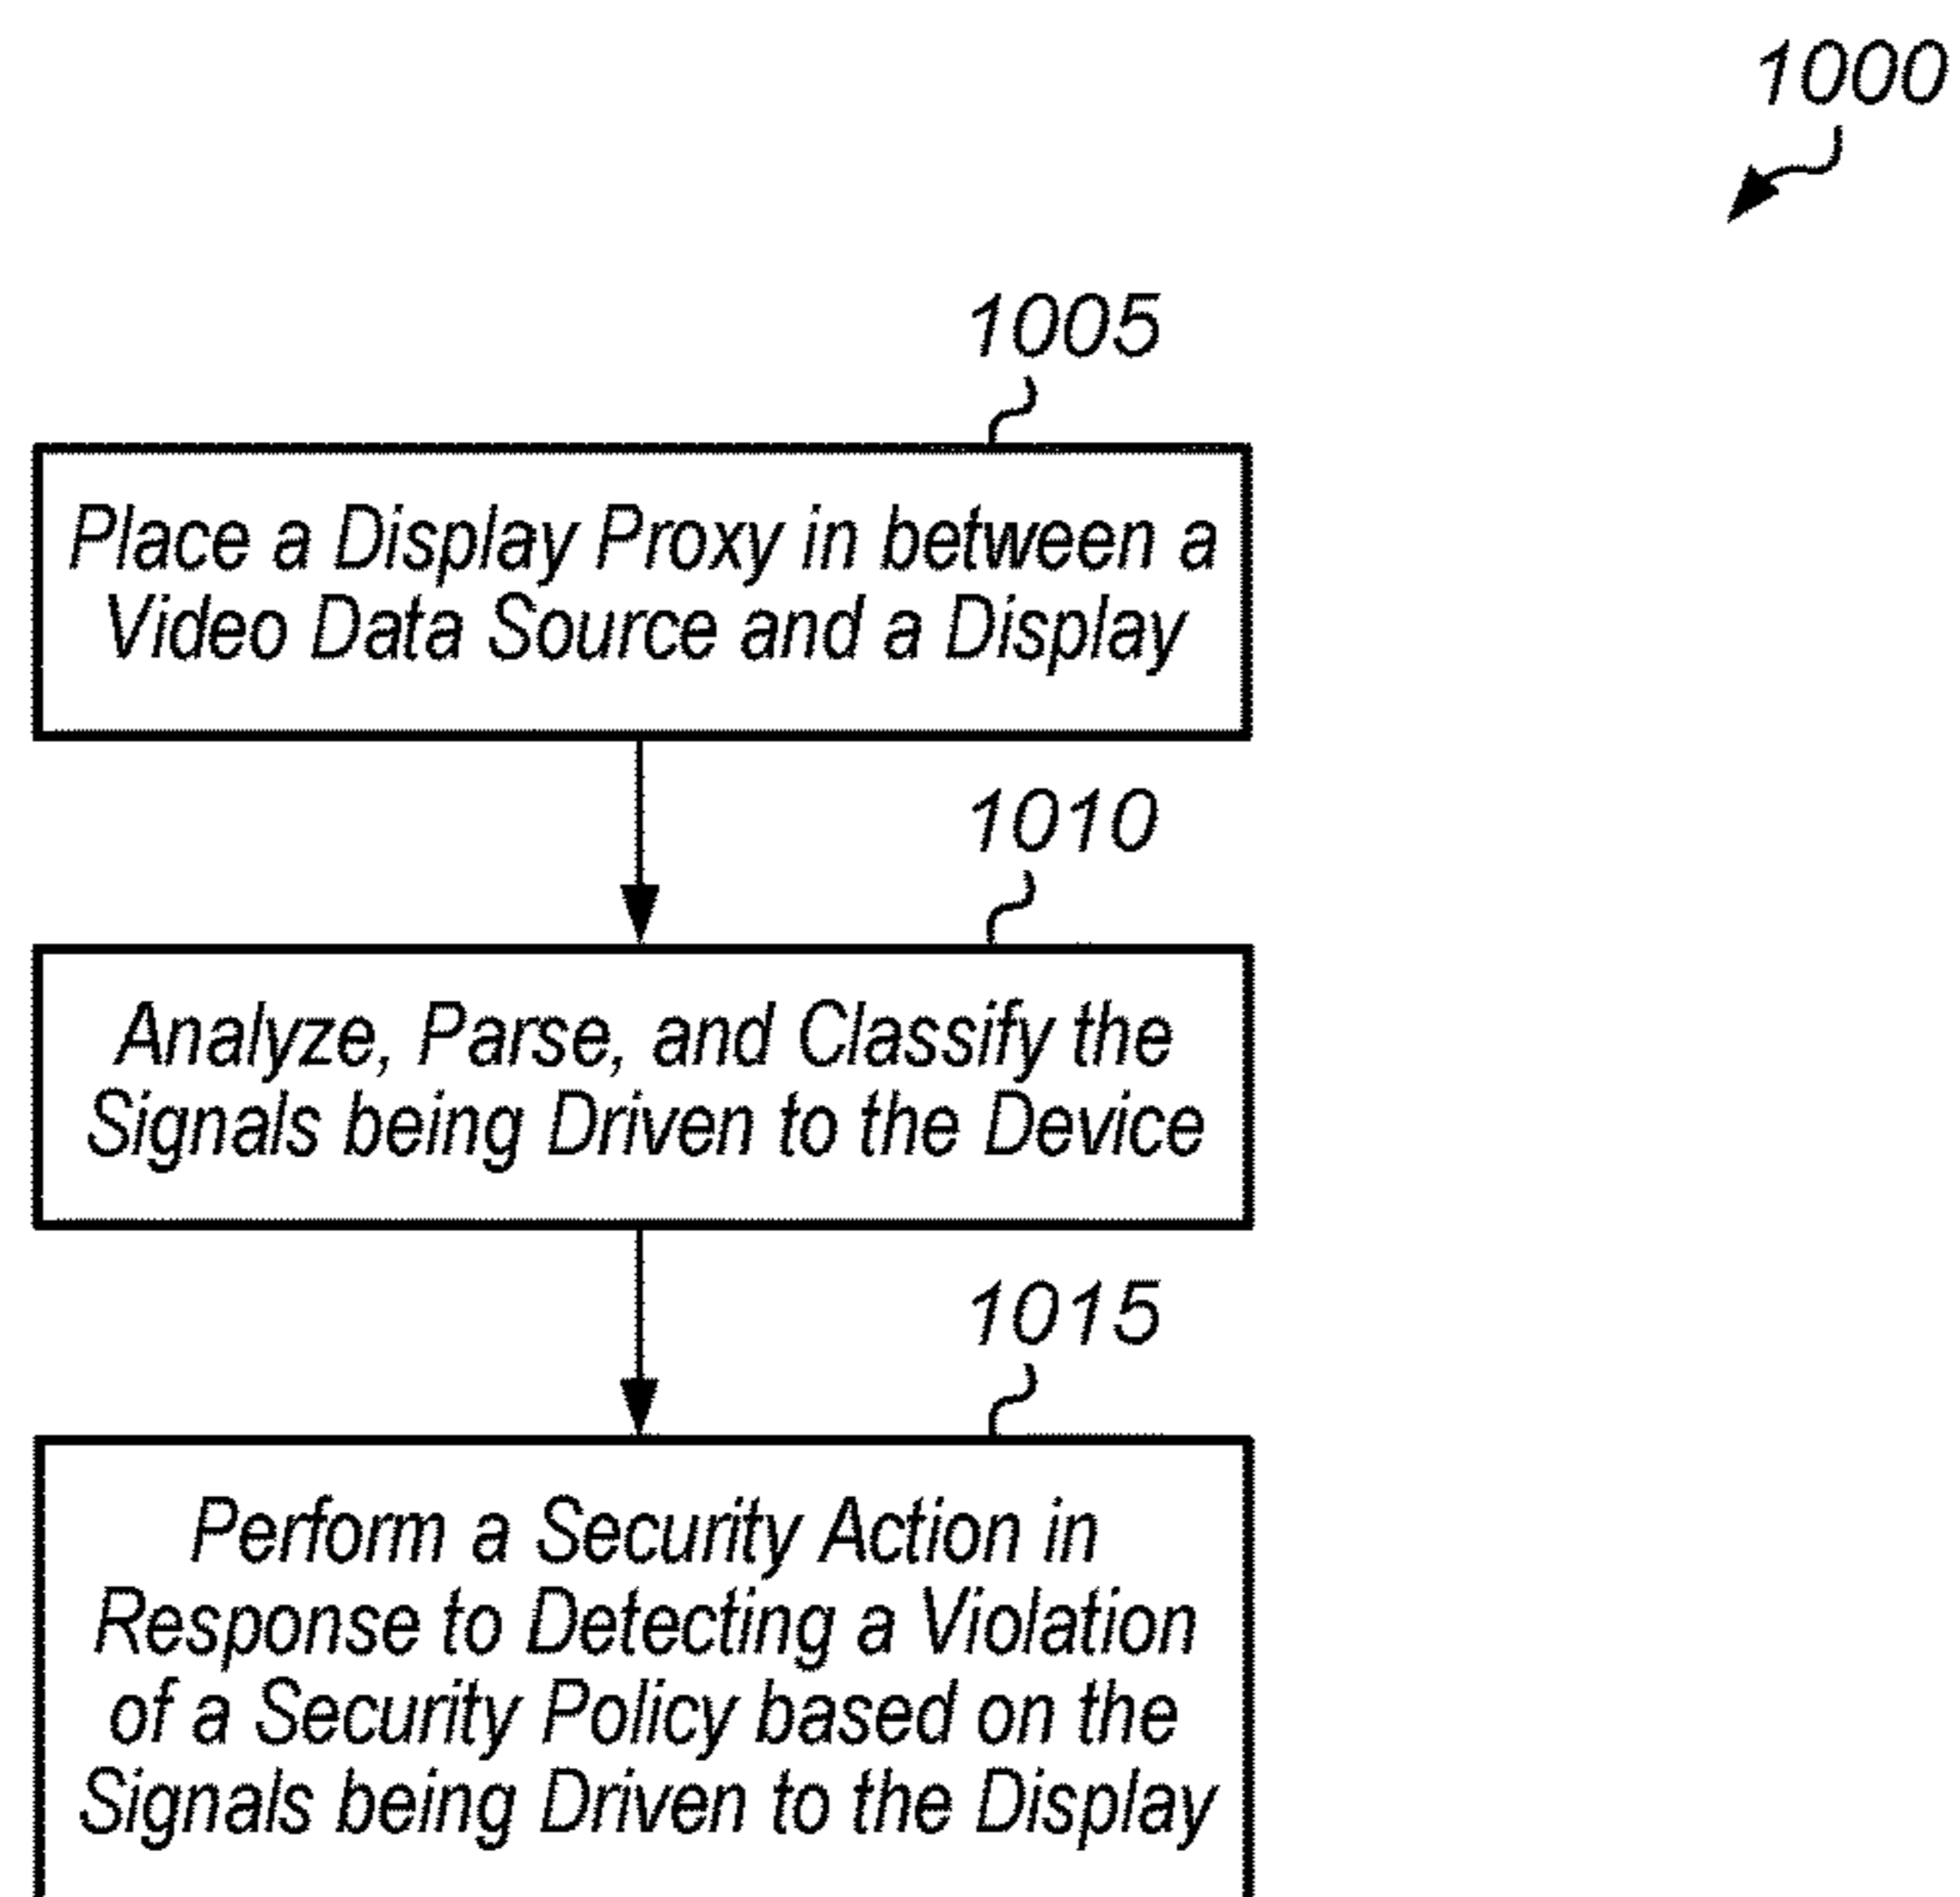 1000
1005
Place a Display Proxy in between a
Video Data Source and a Display
1010
Analyze, Parse, and Classify the
Signals being Driven to the Device
1015
Perform a Security Action in
Response to Detecting a Violation
of a Security Policy based on the
Signals being Driven to the Display